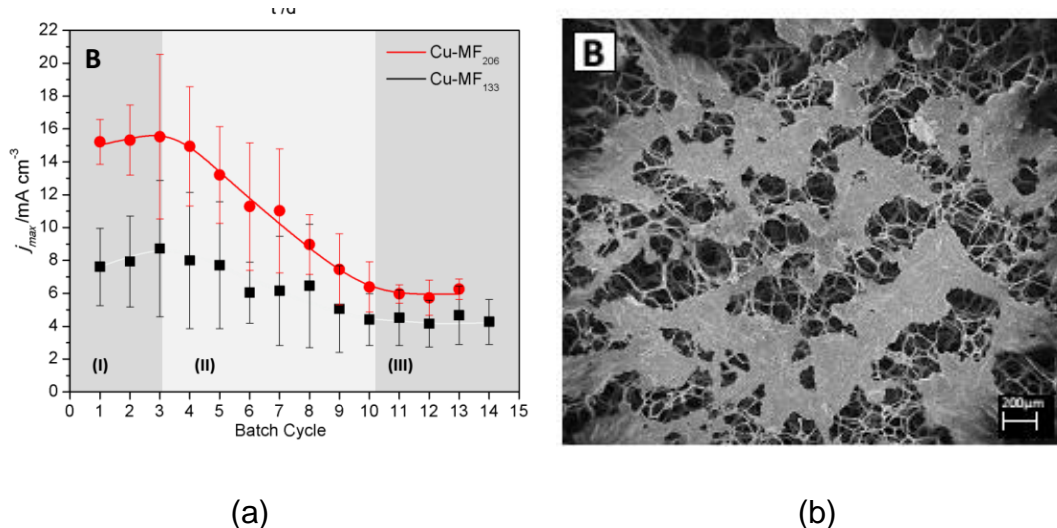 B
Cu-MF206
Cu-MF133
22
20
18
16
14
12
10
8
6
4
2
0
jmax /mA cm-3
(I)
(II)
(III)
0 1 2 3 4 5 6 7 8 9 10 11 12 13 14 15
Batch Cycle
B
200µm
(a)
(b)